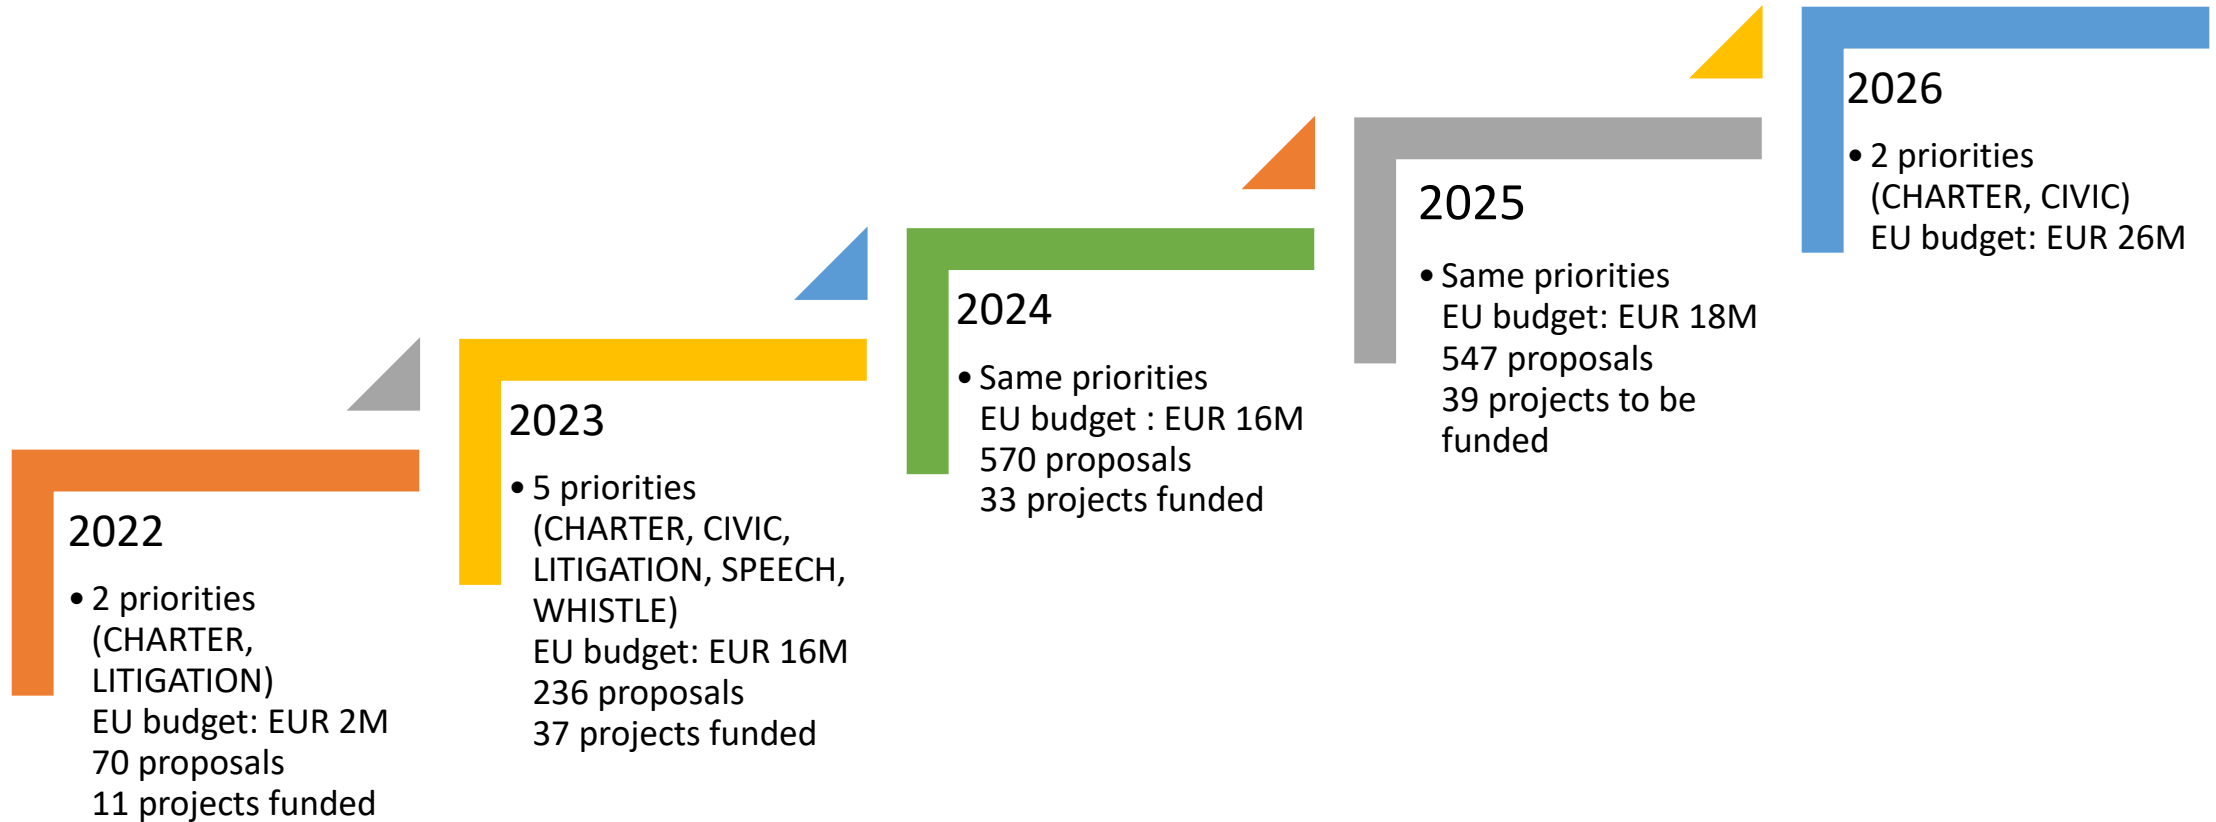 2022
• 2 priorities
(CHARTER,
LITIGATION)
EU budget: EUR 2M
70 proposals
11 projects funded
2023
• 5 priorities
(CHARTER, CIVIC,
LITIGATION, SPEECH,
WHISTLE)
EU budget: EUR 16M
236 proposals
37 projects funded
2024
• Same priorities
EU budget : EUR 16M
570 proposals
33 projects funded
2025
• Same priorities
EU budget: EUR 18M
547 proposals
39 projects to be
funded
2026
• 2 priorities
(CHARTER, CIVIC)
EU budget: EUR 26M